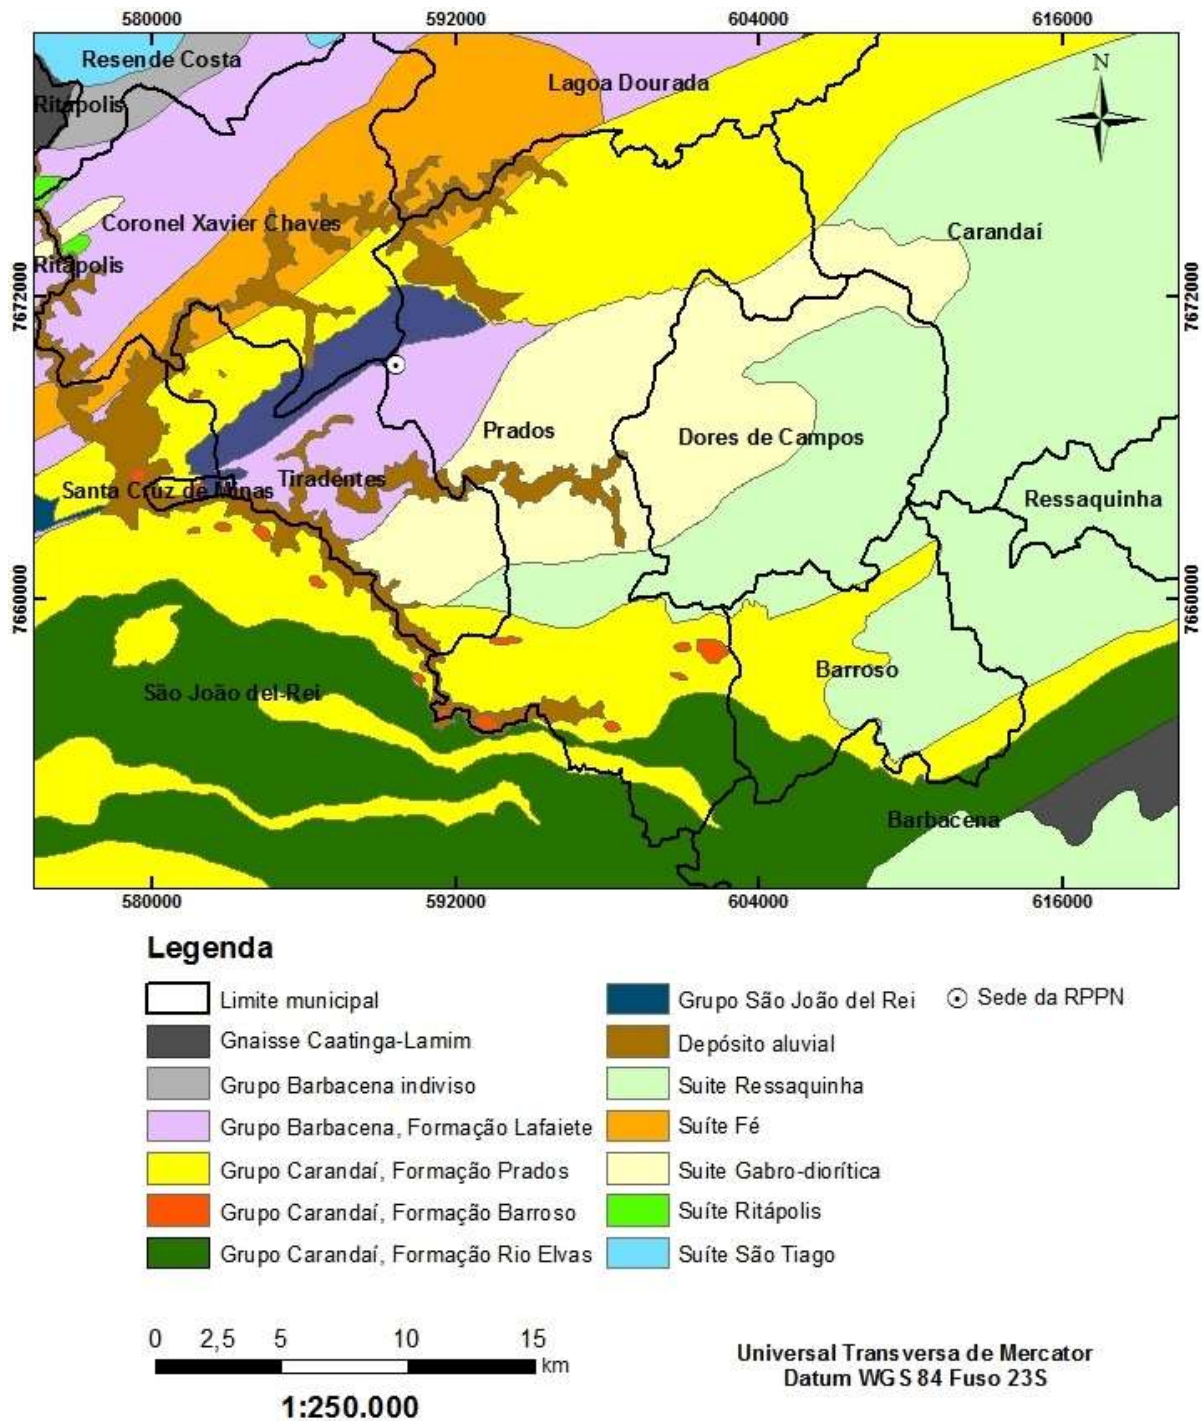 580000 592000 604000 616000
Resende Costa
Ritápolis
Lagoa Dourada
N
Coronel Xavier Chaves
Carandaí
Ritápolis
7672000 7672000
Prados
Dores de Campos
Tiradentes
Santa Cruz de Minas
Ressaquinha
7660000 7660000
Barroso
São João del-Rei
Barbacena
580000 592000 604000 616000
Legenda
Limite municipal
Gnaisse Caatinga-Lamim
Grupo Barbacena indiviso
Grupo Barbacena, Formação Lafaiete
Grupo Carandaí, Formação Prados
Grupo Carandaí, Formação Barroso
Grupo Carandaí, Formação Rio Elvas
Grupo São João del Rei
Depósito aluvial
Suite Ressaquinha
Suíte Fé
Suite Gabro-diorítica
Suíte Ritápolis
Suíte São Tiago
Sede da RPPN
0 2,5 5 10 15
km
1:250.000
Universal Transversa de Mercator
Datum WGS 84 Fuso 23S